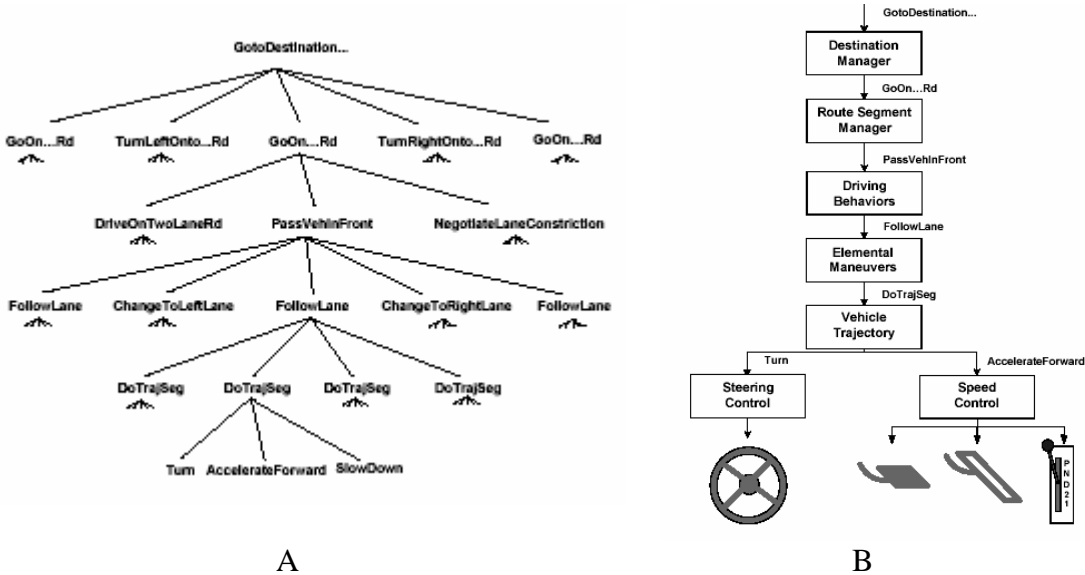 GotoDestination...
GoOn...Rd TurnLeftOnto...Rd GoOn...Rd TurnRightOnto...Rd GoOn...Rd
DriveOnTwoLaneRd PassVehInFront NegotiateLaneConstriction
FollowLane ChangeToLeftLane FollowLane ChangeToRightLane FollowLane
DoTrajSeg DoTrajSeg DoTrajSeg DoTrajSeg
Turn AccelerateForward SlowDown
A
GotoDestination...
Destination
Manager
GoOn...Rd
Route Segment
Manager
PassVehInFront
Driving
Behaviors
FollowLane
Elemental
Maneuvers
DoTrajSeg
Vehicle
Trajectory
Turn AccelerateForward
Steering
Control
Speed
Control
P
N
D
2
1
B